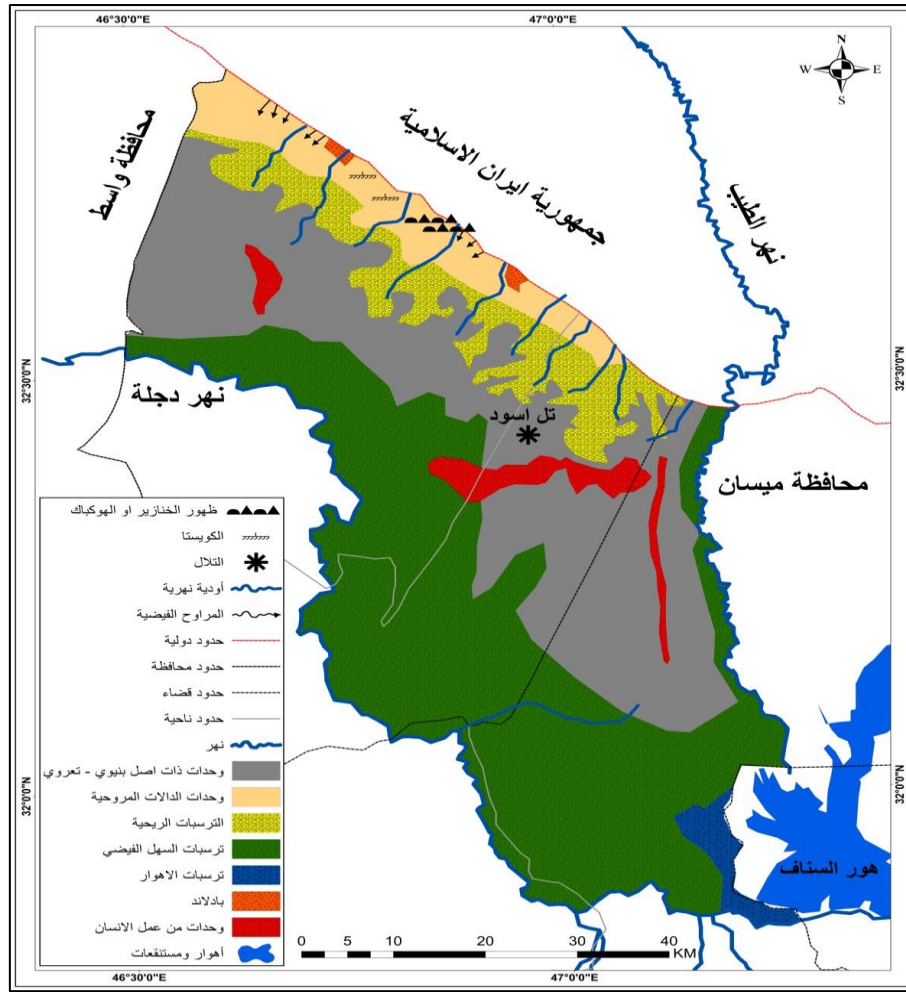 46°30'0"E
47°0'0"E
N
W E
S
محافظة واسط
جمهورية ايران الاسلامية
نهر الطيب
32°30'0"N
32°30'0"N
نهر دجلة
تل اسود
محافظة ميسان
ظهور الخنازير او الهوكباك
الكويستا
التلال
أودية نهرية
المراوح الفيضية
حدود دولية
حدود محافظة
حدود قضاء
حدود ناحية
نهر
وحدات ذات اصل بنيوي - تعروي
وحدات الدالات المروحية
الترسبات الريحية
ترسبات السهل الفيضي
ترسبات الاهوار
بادلاند
وحدات من عمل الانسان
أهوار ومستنقعات
32°0'0"N
32°0'0"N
هور السناف
0 5 10 20 30 40
KM
46°30'0"E
47°0'0"E